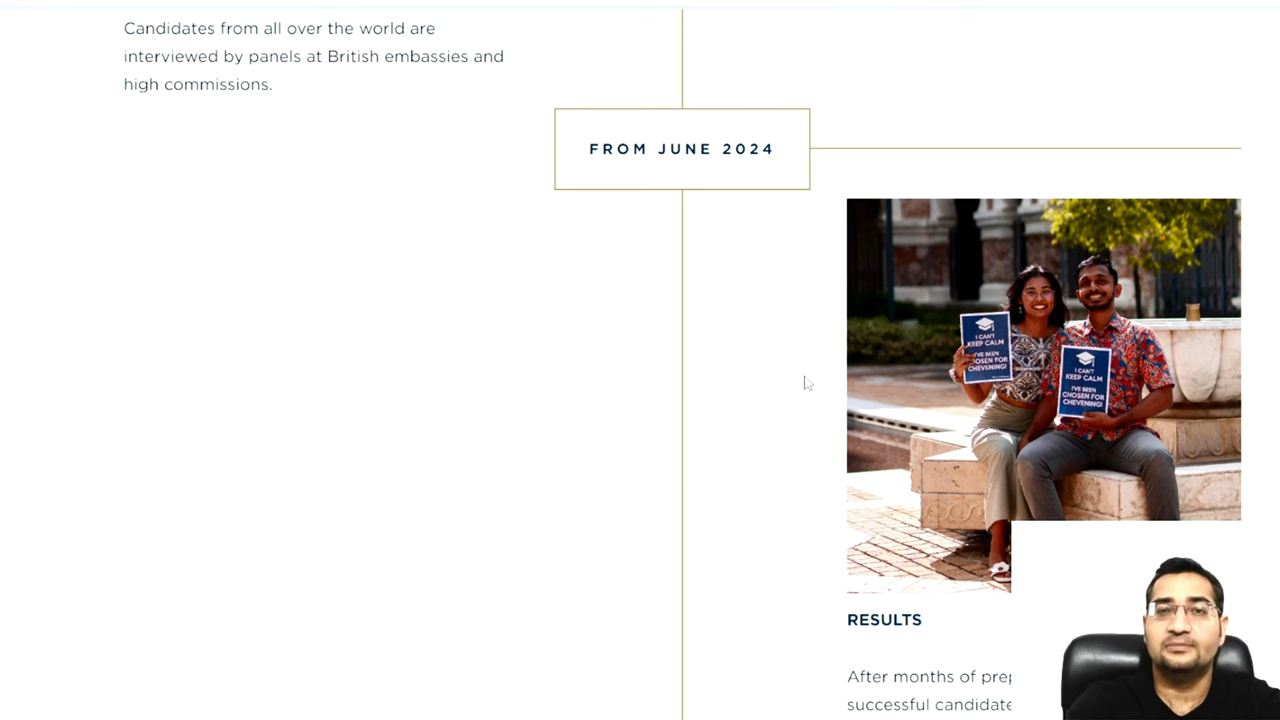 Candidates from all over the world are
interviewed by panels at British embassies and
high commissions.
FROM JUNE 2024
I CAN'T
KEEP CALM
I'VE BEEN
CHOSEN FOR
CHEVENING!
I CAN'T
KEEP CALM
I'VE BEEN
CHOSEN FOR
CHEVENING!
RESULTS
After months of
successful